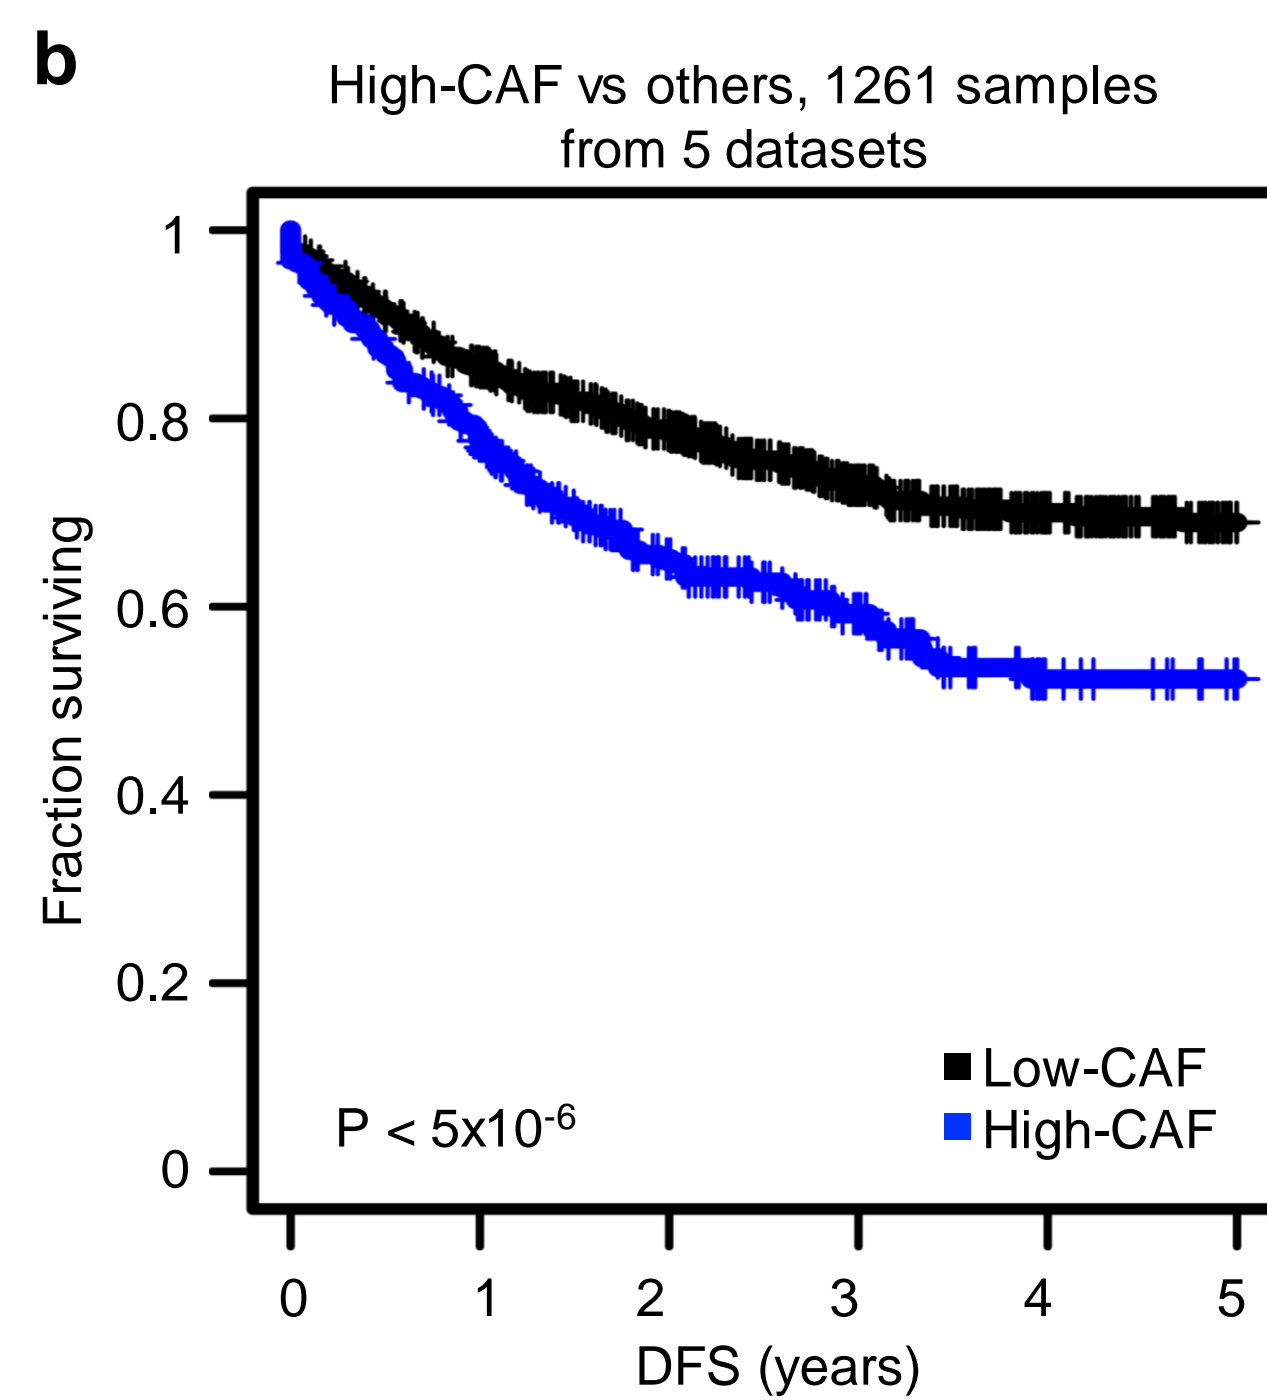 b
High-CAF vs others, 1261 samples
from 5 datasets
1
0.8
0.6
0.4
0.2
0
Fraction surviving
P < 5x10⁻⁶
Low-CAF
High-CAF
0 1 2 3 4 5
DFS (years)